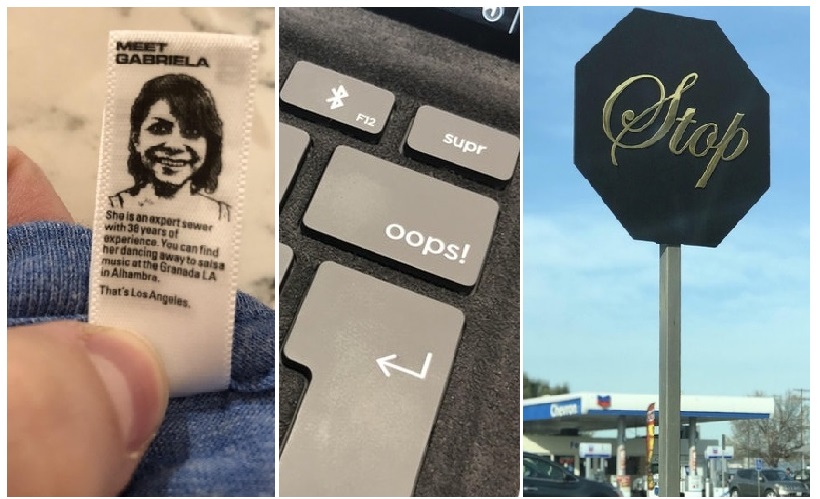 MEET
GABRIELA
She is an expert sewer
with 38 years of
experience. You can find
her dancing away to salsa
music at the Granada LA
in Alhambra.
That's Los Angeles.
F12
supr
oops!
Stop
Chevron